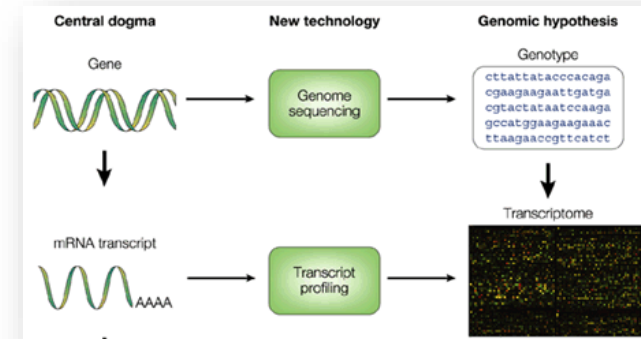 Central dogma
New technology
Genomic hypothesis
Gene
Genome
sequencing
Genotype
cttattatacccacaga
cgaagaagaattgatga
cgtactataatccaaga
gccatggaagaagaaac
ttaagaaccgttcatct
mRNA transcript
AAAA
Transcript
profiling
Transcriptome